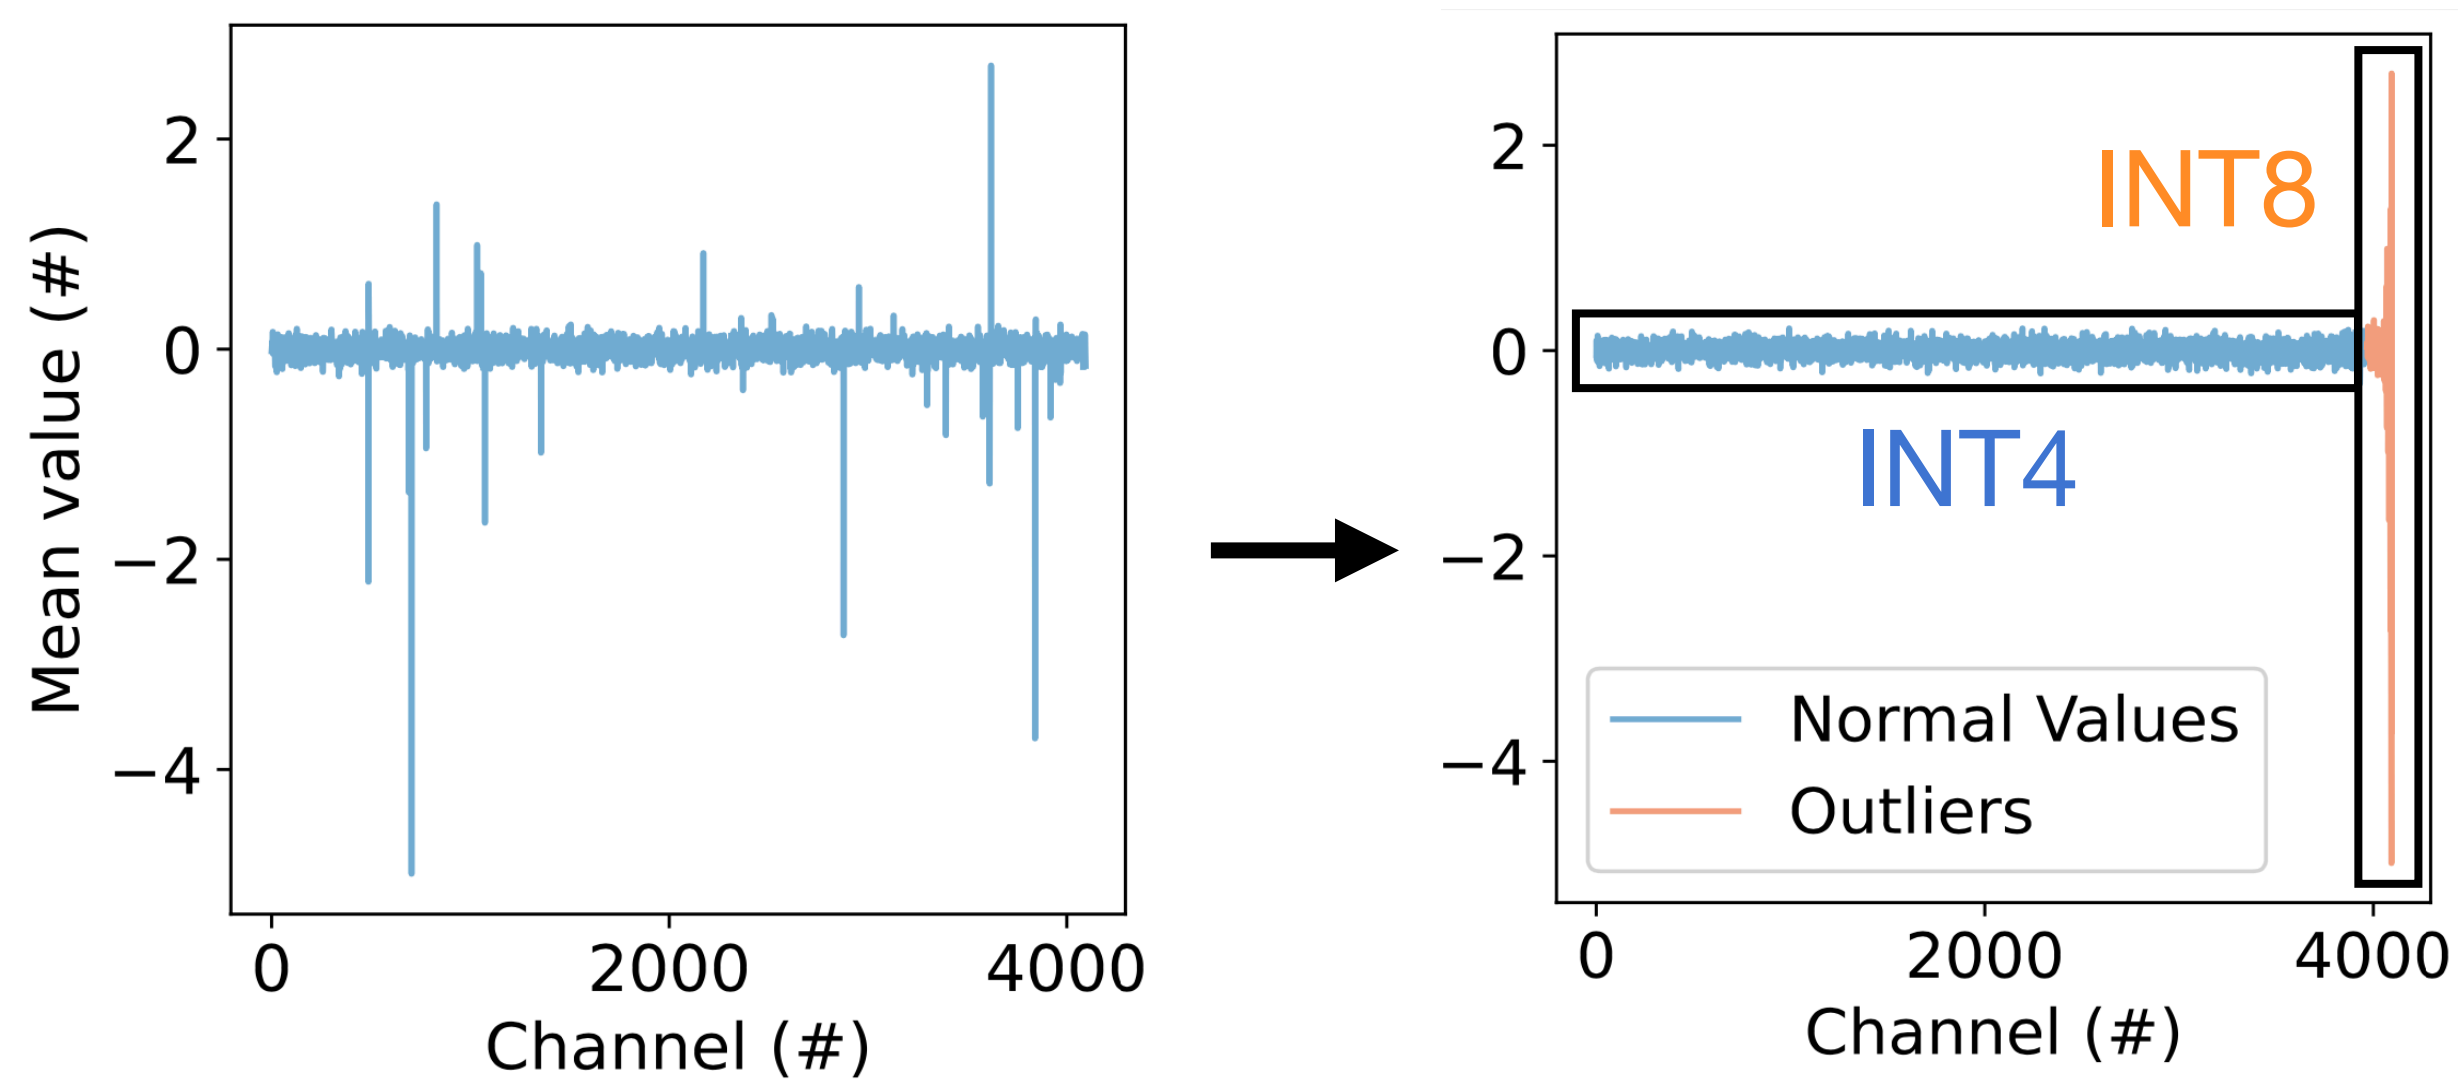 Mean value (#)
2
0
−2
−4
0 2000 4000
Channel (#)
2
0
−2
−4
INT8
INT4
Normal Values
Outliers
0 2000 4000
Channel (#)